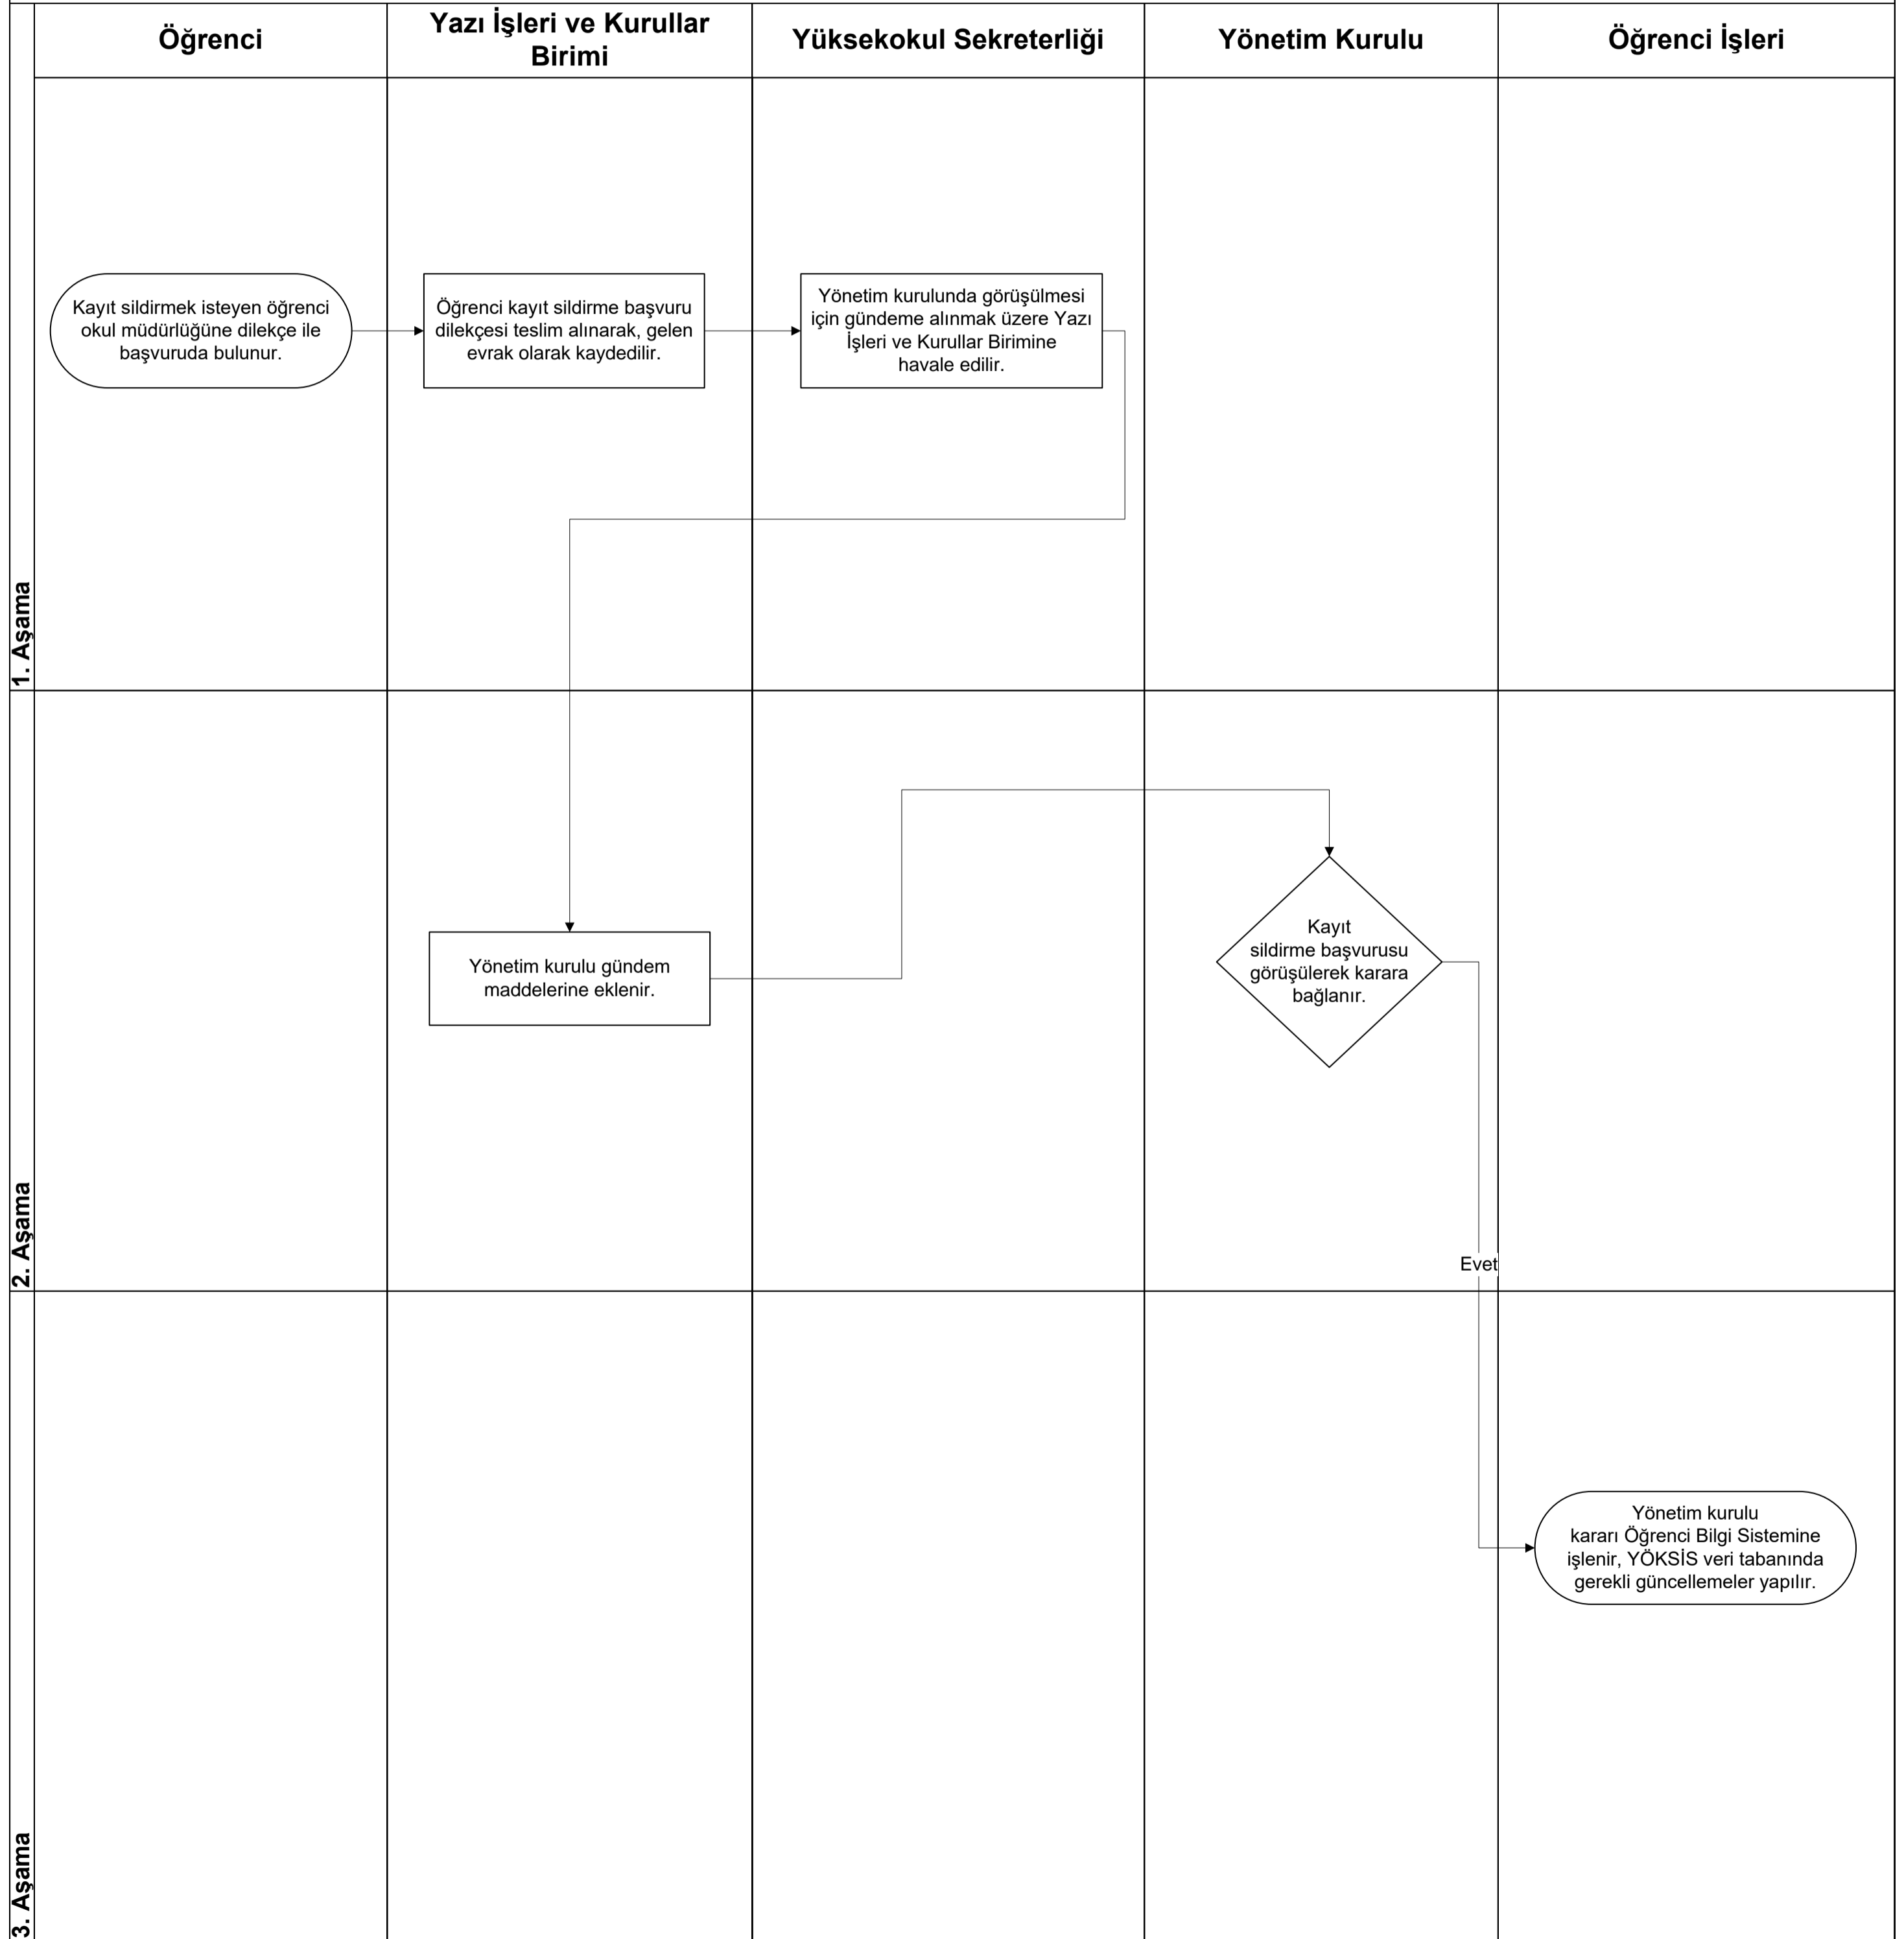 Öğrenci
Yazı İşleri ve Kurullar
Birimi
Yüksekokul Sekreterliği
Yönetim Kurulu
Öğrenci İşleri
1. Aşama
Kayıt sildirmek isteyen öğrenci
okul müdürlüğüne dilekçe ile
başvuruda bulunur.
Öğrenci kayıt sildirme başvuru
dilekçesi teslim alınarak, gelen
evrak olarak kaydedilir.
Yönetim kurulunda görüşülmesi
için gündeme alınmak üzere Yazı
İşleri ve Kurullar Birimine
havale edilir.
2. Aşama
Yönetim kurulu gündem
maddelerine eklenir.
Kayıt
sildirme başvurusu
görüşülerek karara
bağlanır.
Evet
3. Aşama
Yönetim kurulu
kararı Öğrenci Bilgi Sistemine
işlenir, YÖKSİS veri tabanında
gerekli güncellemeler yapılır.